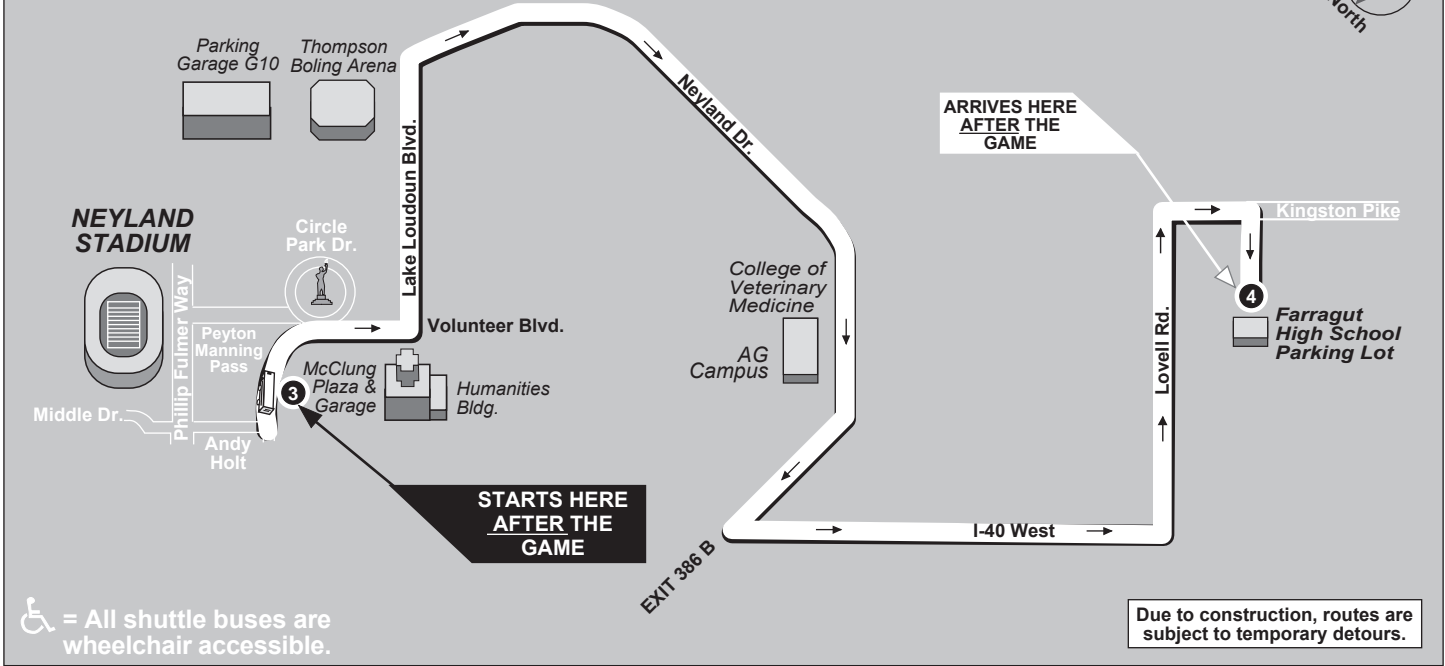 North
Parking
Garage G10
Thompson
Boling Arena
Neyland Dr.
Lake Loudoun Blvd.
ARRIVES HERE
AFTER THE
GAME
NEYLAND
STADIUM
Circle
Park Dr.
Kingston Pike
College of
Veterinary
Medicine
AG
Campus
4
Farragut
High School
Parking Lot
Lovell Rd.
Phillip Fulmer Way
Peyton
Manning
Pass
Volunteer Blvd.
McClung
Plaza &
Garage
Humanities
Bldg.
3
Middle Dr.
Andy
Holt
STARTS HERE
AFTER THE
GAME
I-40 West
EXIT 386 B
= All shuttle buses are
wheelchair accessible.
Due to construction, routes are
subject to temporary detours.